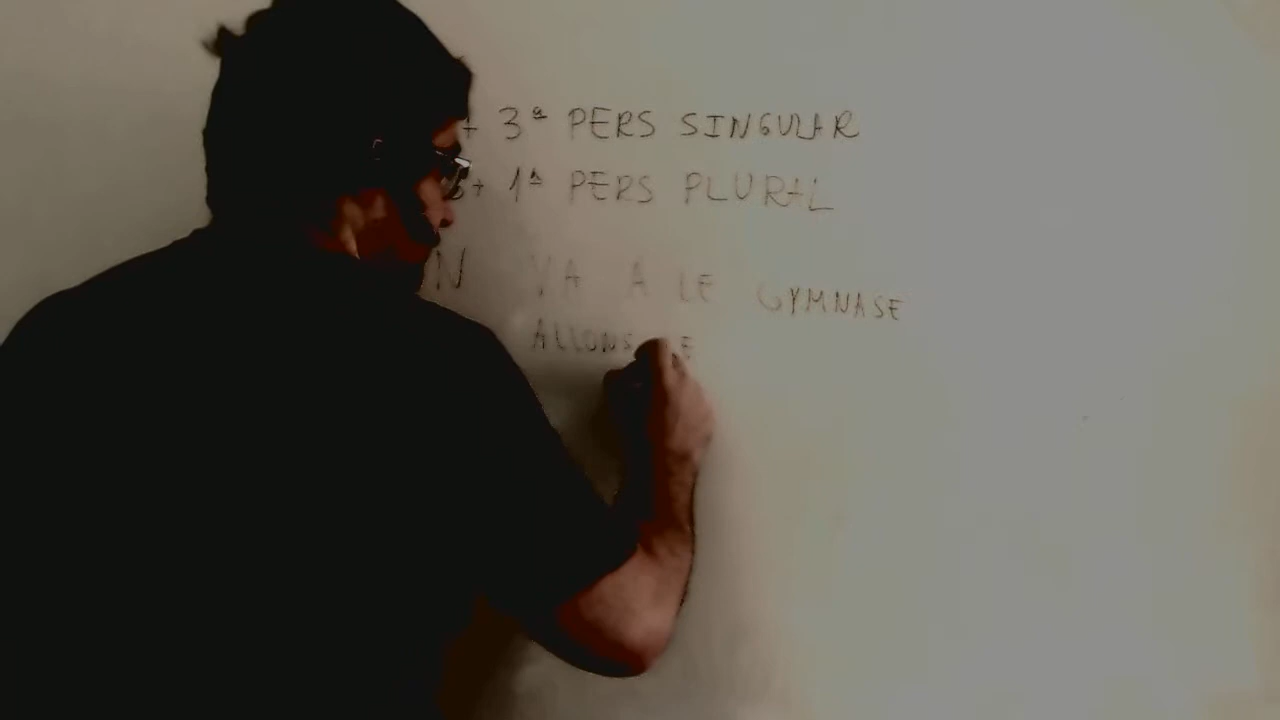 + 3ª PERS SINGULAR
S+ 1ª PERS PLURAL
N VA A LE GYMNASE
ALLONS